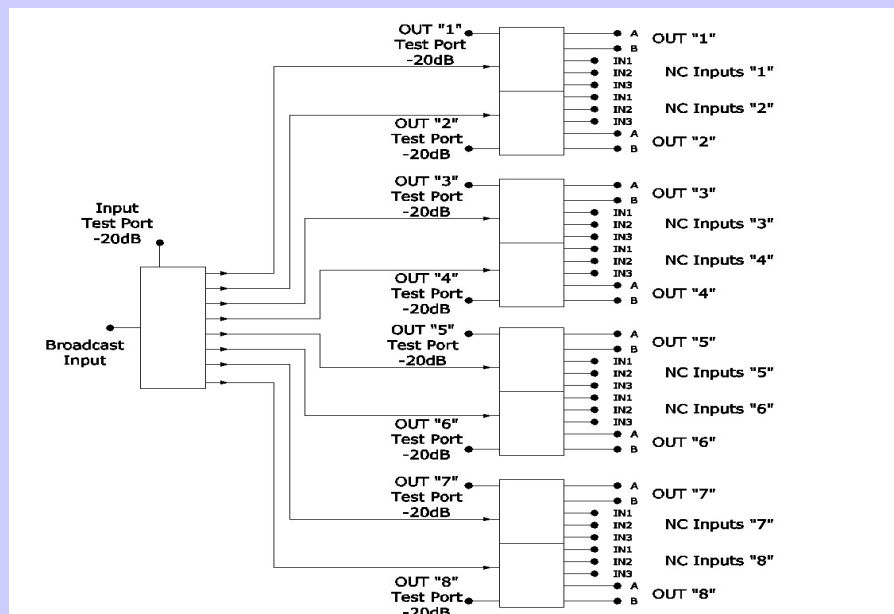 OUT "1"
Test Port
-20dB
A
B
OUT "1"
IN1
IN2
IN3
NC Inputs "1"
IN1
IN2
IN3
NC Inputs "2"
OUT "2"
Test Port
-20dB
A
B
OUT "2"
OUT "3"
Test Port
-20dB
A
B
OUT "3"
IN1
IN2
IN3
NC Inputs "3"
IN1
IN2
IN3
NC Inputs "4"
OUT "4"
Test Port
-20dB
A
B
OUT "4"
Input
Test Port
-20dB
Broadcast
Input
OUT "5"
Test Port
-20dB
A
B
OUT "5"
IN1
IN2
IN3
NC Inputs "5"
IN1
IN2
IN3
NC Inputs "6"
OUT "6"
Test Port
-20dB
A
B
OUT "6"
OUT "7"
Test Port
-20dB
A
B
OUT "7"
IN1
IN2
IN3
NC Inputs "7"
IN1
IN2
IN3
NC Inputs "8"
OUT "8"
Test Port
-20dB
A
B
OUT "8"